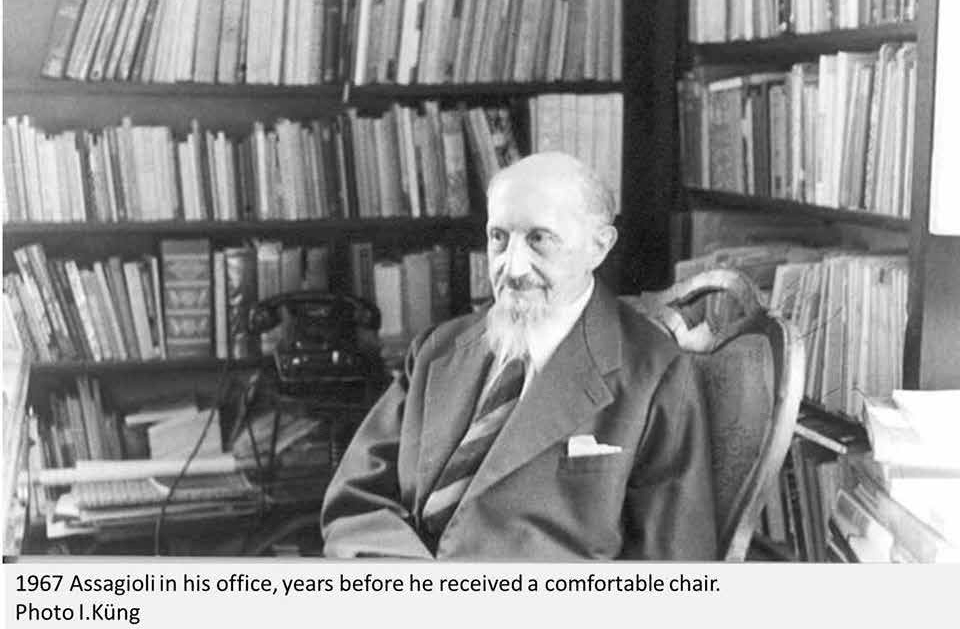 1967 Assagioli in his office, years before he received a comfortable chair.
Photo I.Küng